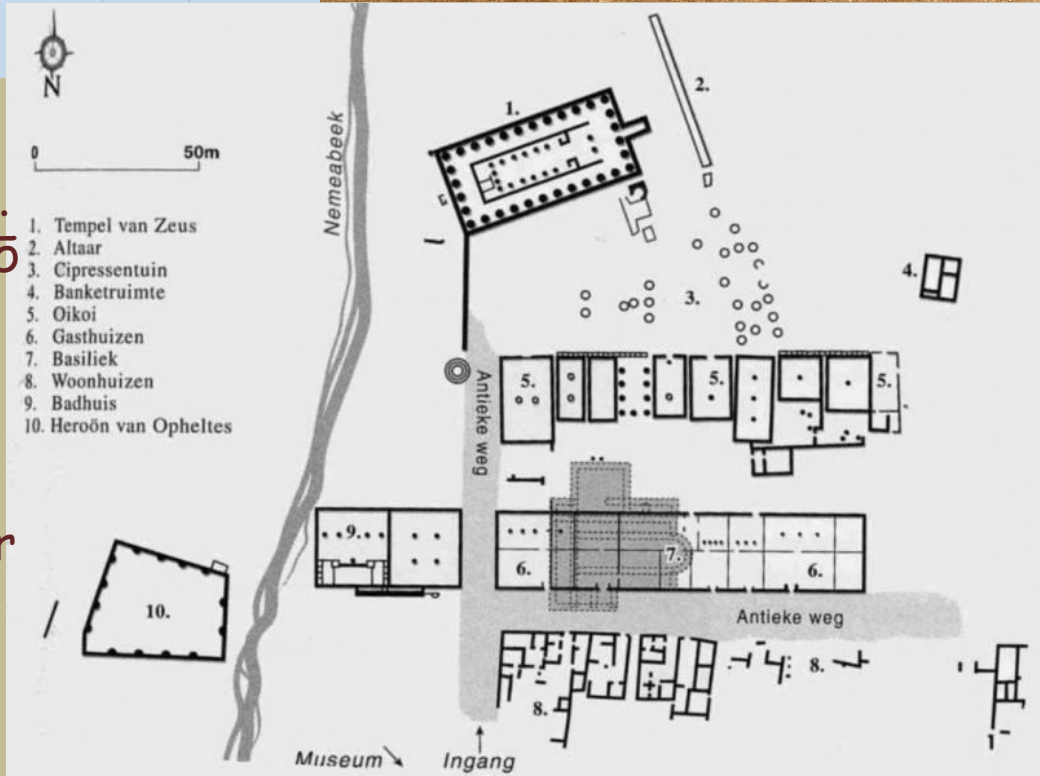 N
0 50m
1. Tempel van Zeus
2. Altaar
3. Cipressentuin
4. Banketruimte
5. Oikoi
6. Gasthuizen
7. Basiliek
8. Woonhuizen
9. Badhuis
10. Heroön van Opheltes
Nemeabeek
1.
2.
3.
4.
5.
5.
5.
Antieke weg
9.
6.
7.
6.
10.
Antieke weg
8.
8.
Museum
Ingang